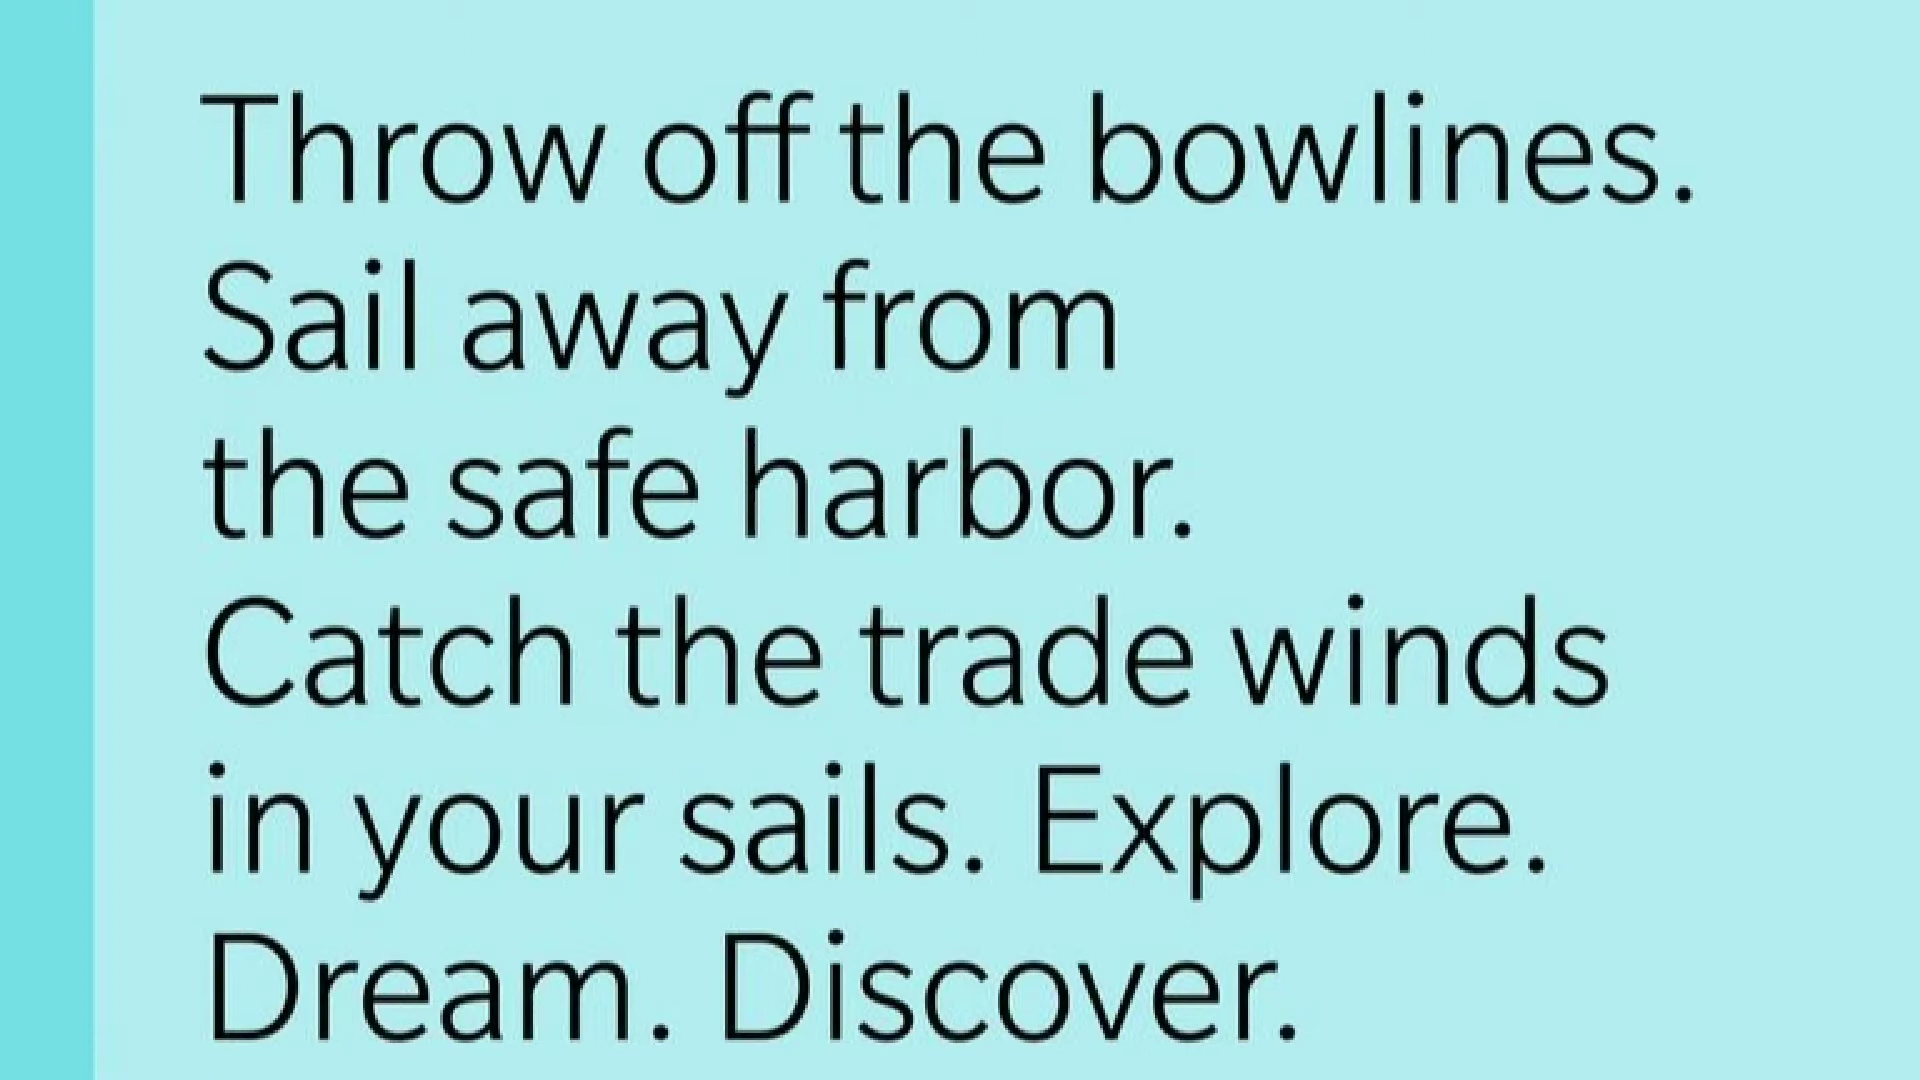 Throw off the bowlines.
Sail away from
the safe harbor.
Catch the trade winds
in your sails. Explore.
Dream. Discover.